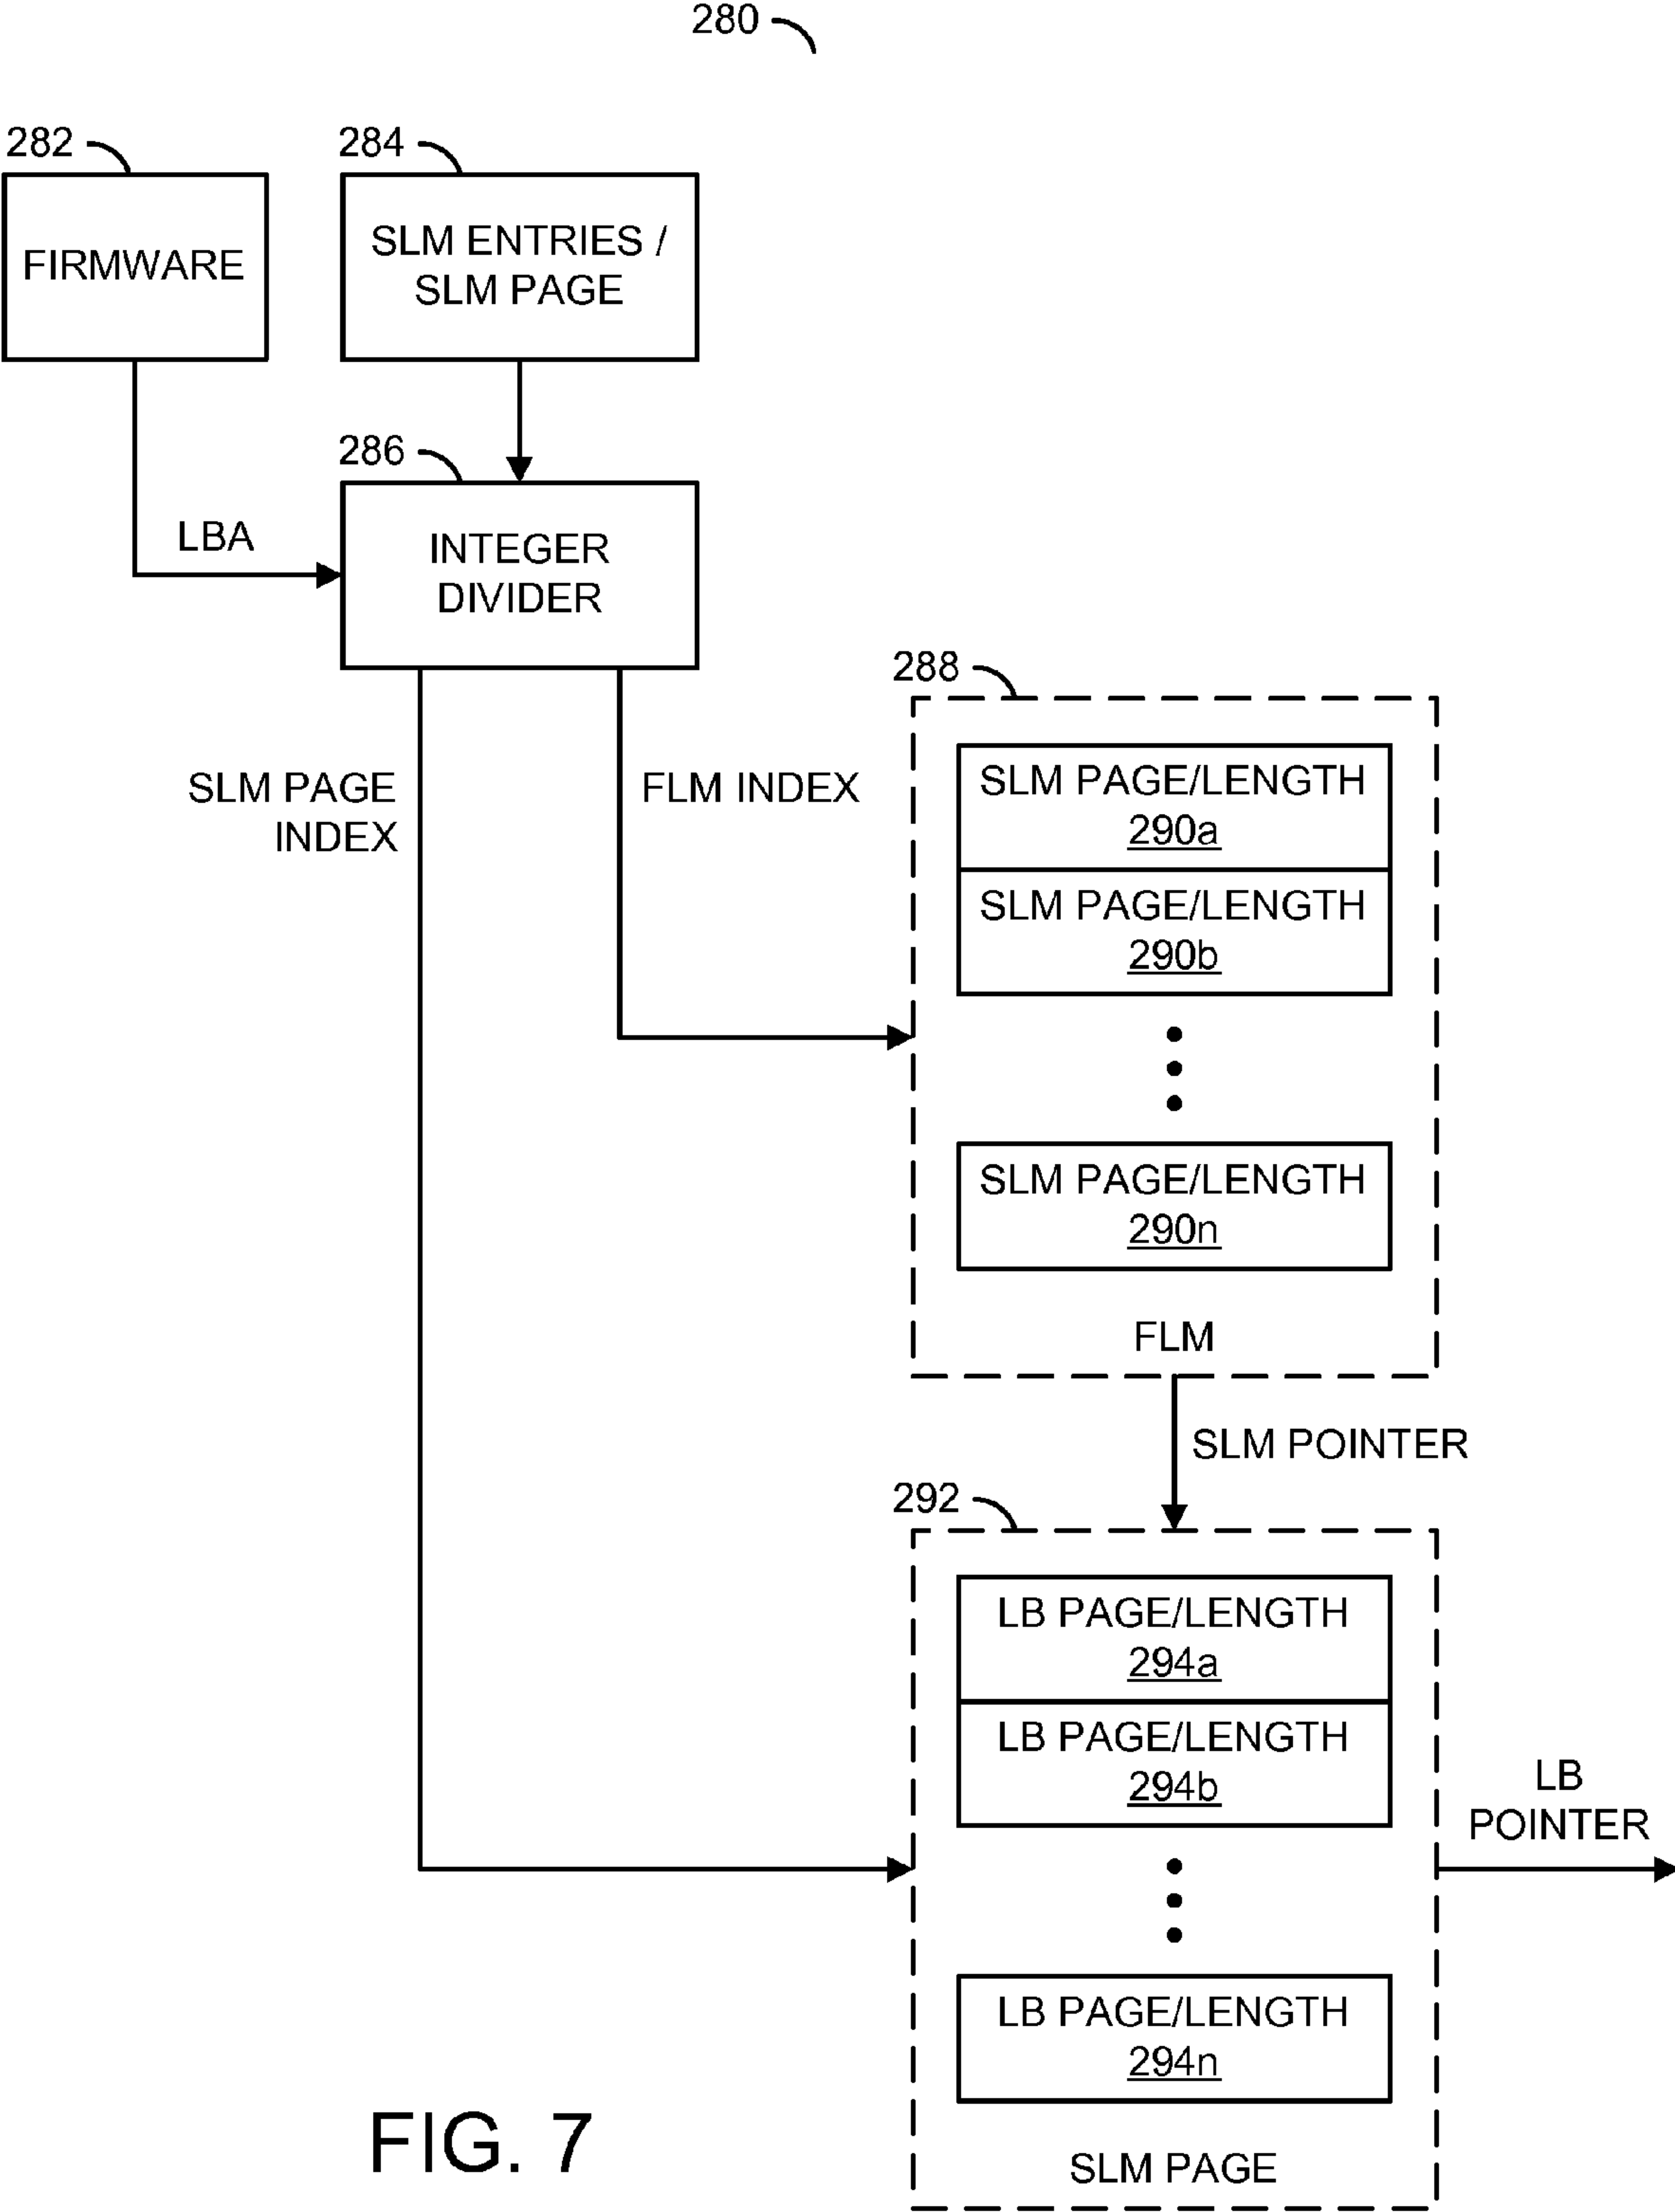 280
282
284
FIRMWARE
SLM ENTRIES /
SLM PAGE
286
LBA
INTEGER
DIVIDER
288
SLM PAGE
INDEX
FLM INDEX
SLM PAGE/LENGTH
290a
SLM PAGE/LENGTH
290b
SLM PAGE/LENGTH
290n
FLM
SLM POINTER
292
LB PAGE/LENGTH
294a
LB PAGE/LENGTH
294b
LB
POINTER
LB PAGE/LENGTH
294n
SLM PAGE
FIG. 7